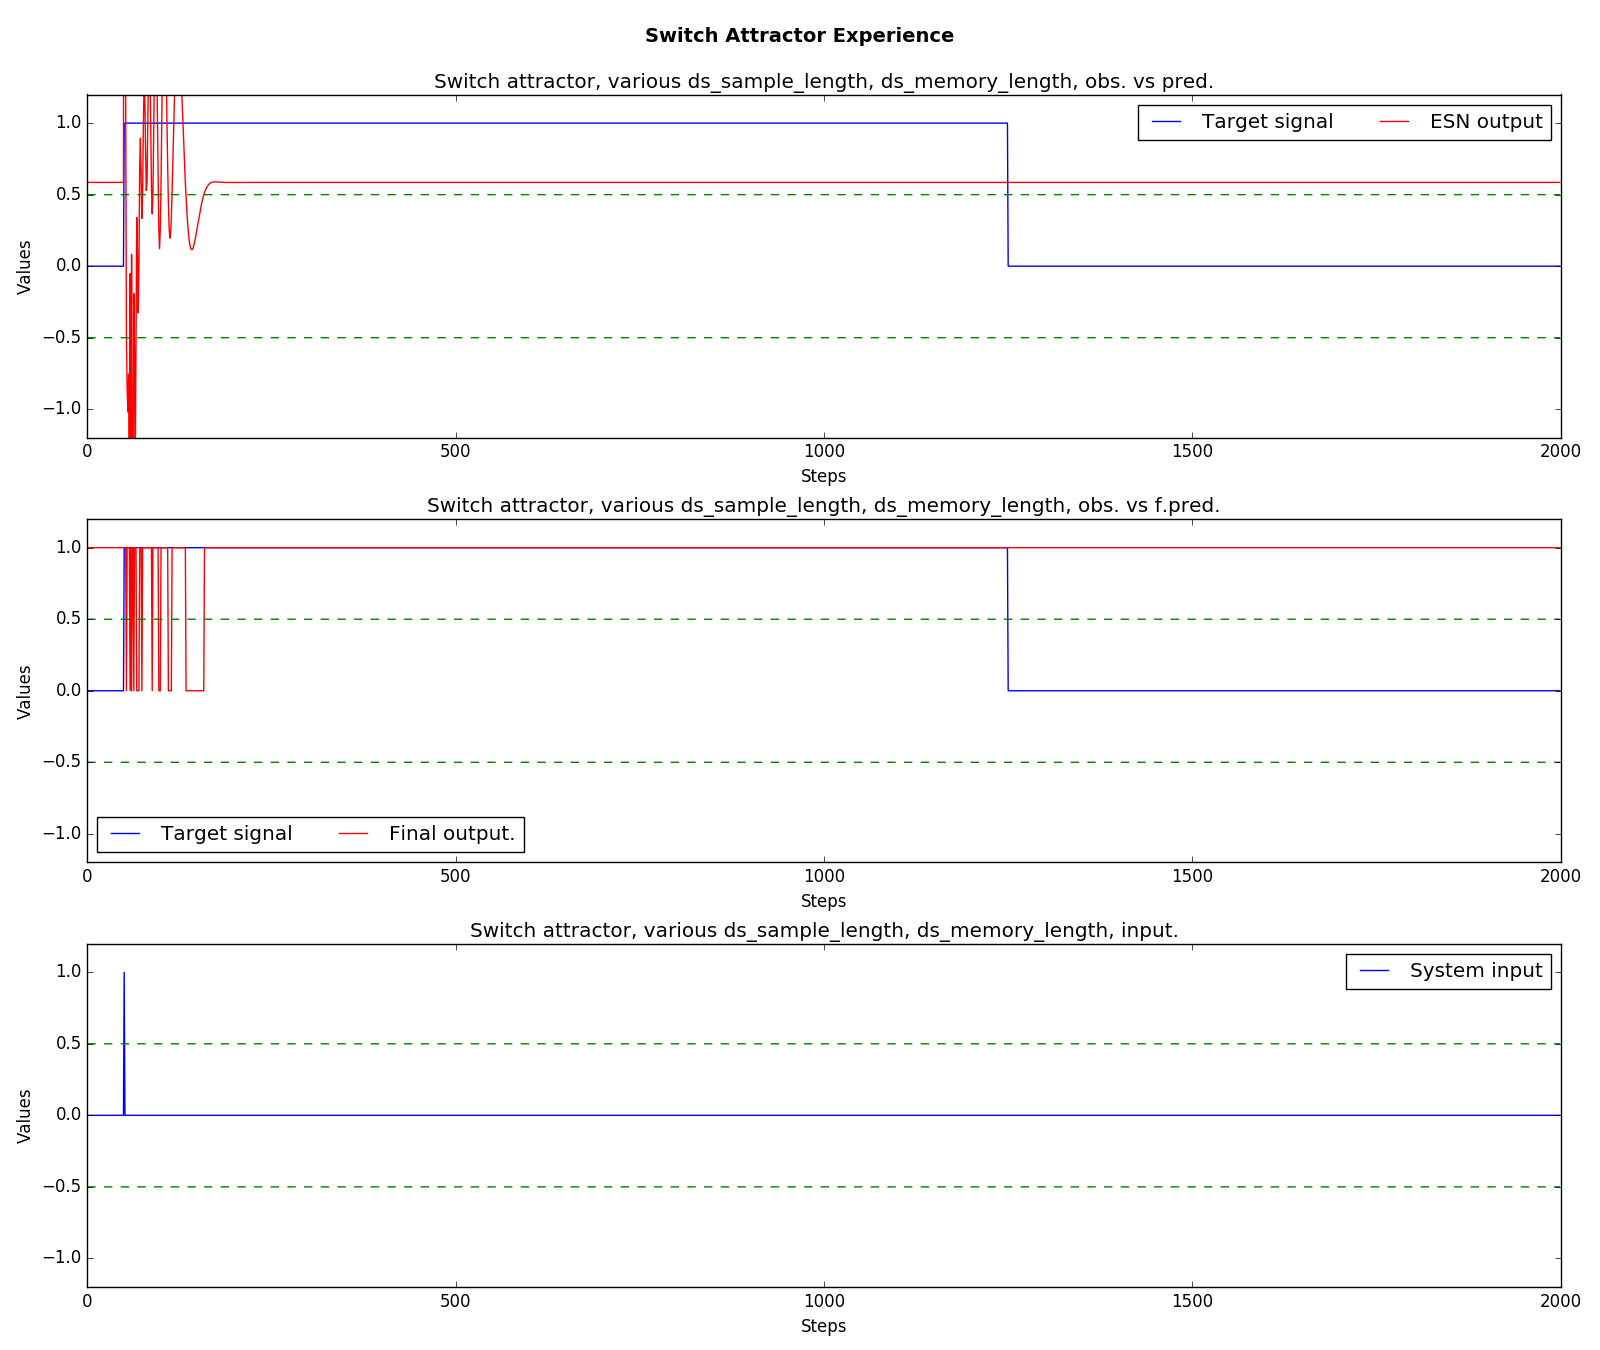 Switch Attractor Experience
Switch attractor, various ds_sample_length, ds_memory_length, obs. vs pred.
Target signal ESN output
1.0
0.5
0.0
−0.5
−1.0
Values
0 500 1000 1500 2000
Steps
Switch attractor, various ds_sample_length, ds_memory_length, obs. vs f.pred.
1.0
0.5
0.0
−0.5
−1.0
Values
Target signal Final output.
0 500 1000 1500 2000
Steps
Switch attractor, various ds_sample_length, ds_memory_length, input.
System input
1.0
0.5
0.0
−0.5
−1.0
Values
0 500 1000 1500 2000
Steps